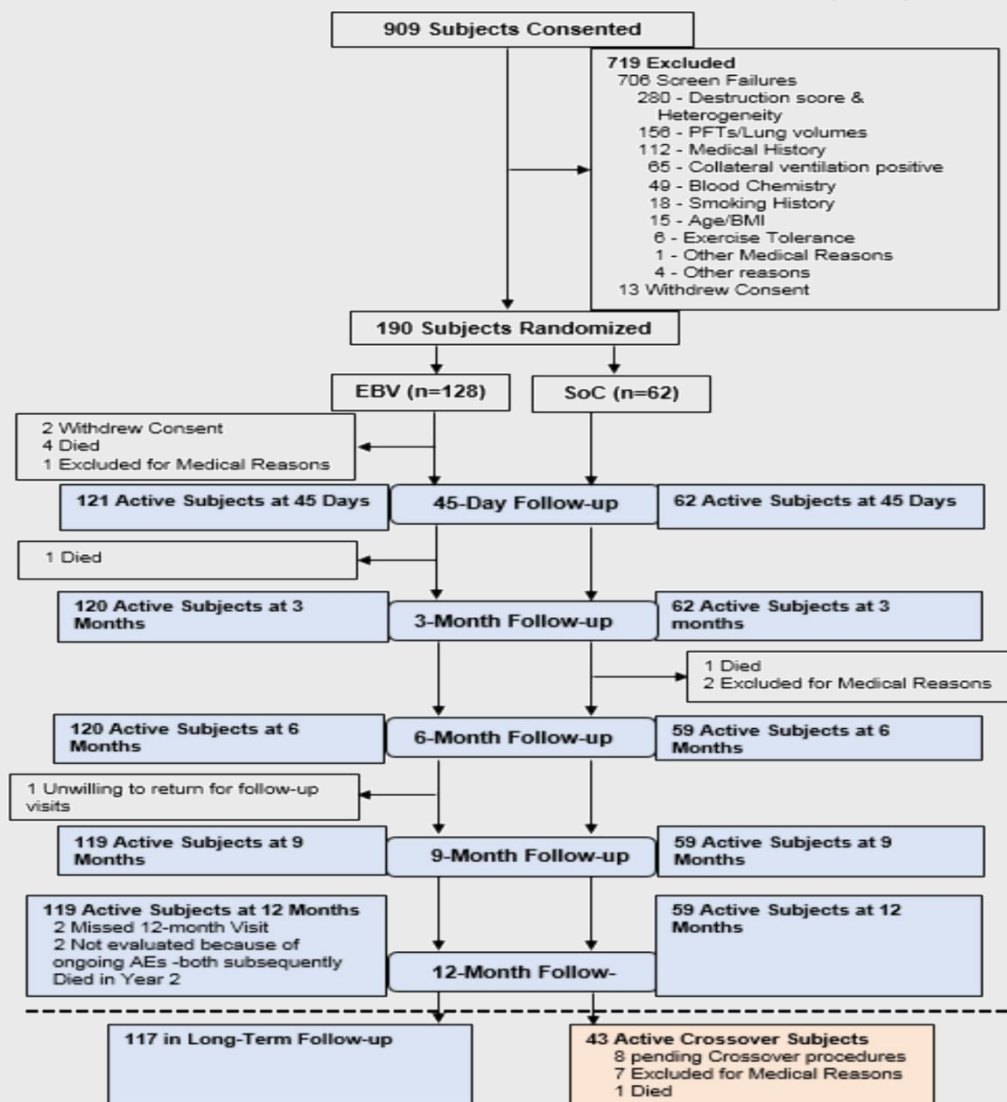 909 Subjects Consented
719 Excluded
706 Screen Failures
280 - Destruction score &
Heterogeneity
156 - PFTs/Lung volumes
112 - Medical History
65 - Collateral ventilation positive
49 - Blood Chemistry
18 - Smoking History
15 - Age/BMI
6 - Exercise Tolerance
1 - Other Medical Reasons
4 - Other reasons
13 Withdrew Consent
190 Subjects Randomized
EBV (n=128)
SoC (n=62)
2 Withdrew Consent
4 Died
1 Excluded for Medical Reasons
121 Active Subjects at 45 Days
45-Day Follow-up
62 Active Subjects at 45 Days
1 Died
120 Active Subjects at 3
Months
3-Month Follow-up
62 Active Subjects at 3
months
1 Died
2 Excluded for Medical Reasons
120 Active Subjects at 6
Months
6-Month Follow-up
59 Active Subjects at 6
Months
1 Unwilling to return for follow-up
visits
119 Active Subjects at 9
Months
9-Month Follow-up
59 Active Subjects at 9
Months
119 Active Subjects at 12 Months
2 Missed 12-month Visit
2 Not evaluated because of
ongoing AEs -both subsequently
Died in Year 2
12-Month Follow-
59 Active Subjects at 12
Months
117 in Long-Term Follow-up
43 Active Crossover Subjects
8 pending Crossover procedures
7 Excluded for Medical Reasons
1 Died